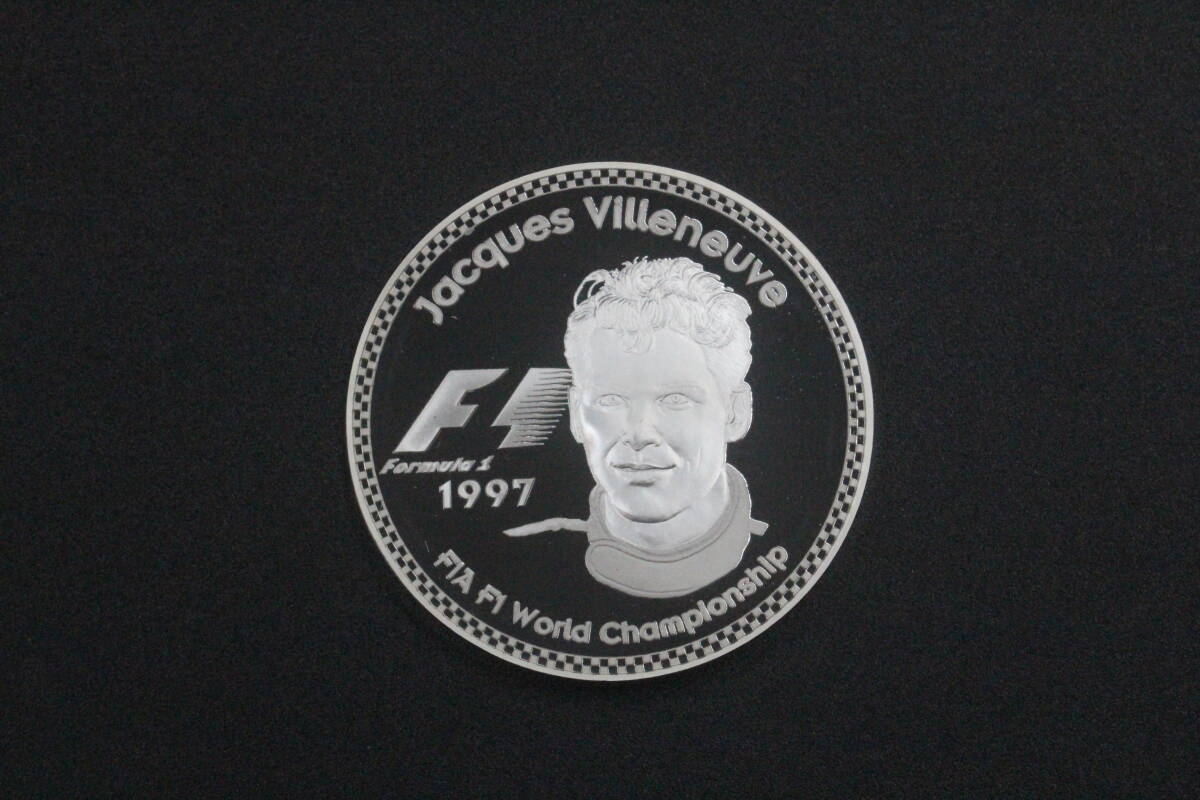 Jacques Villeneuve
F1
Formula 1
1997
FIA F1 World Championship